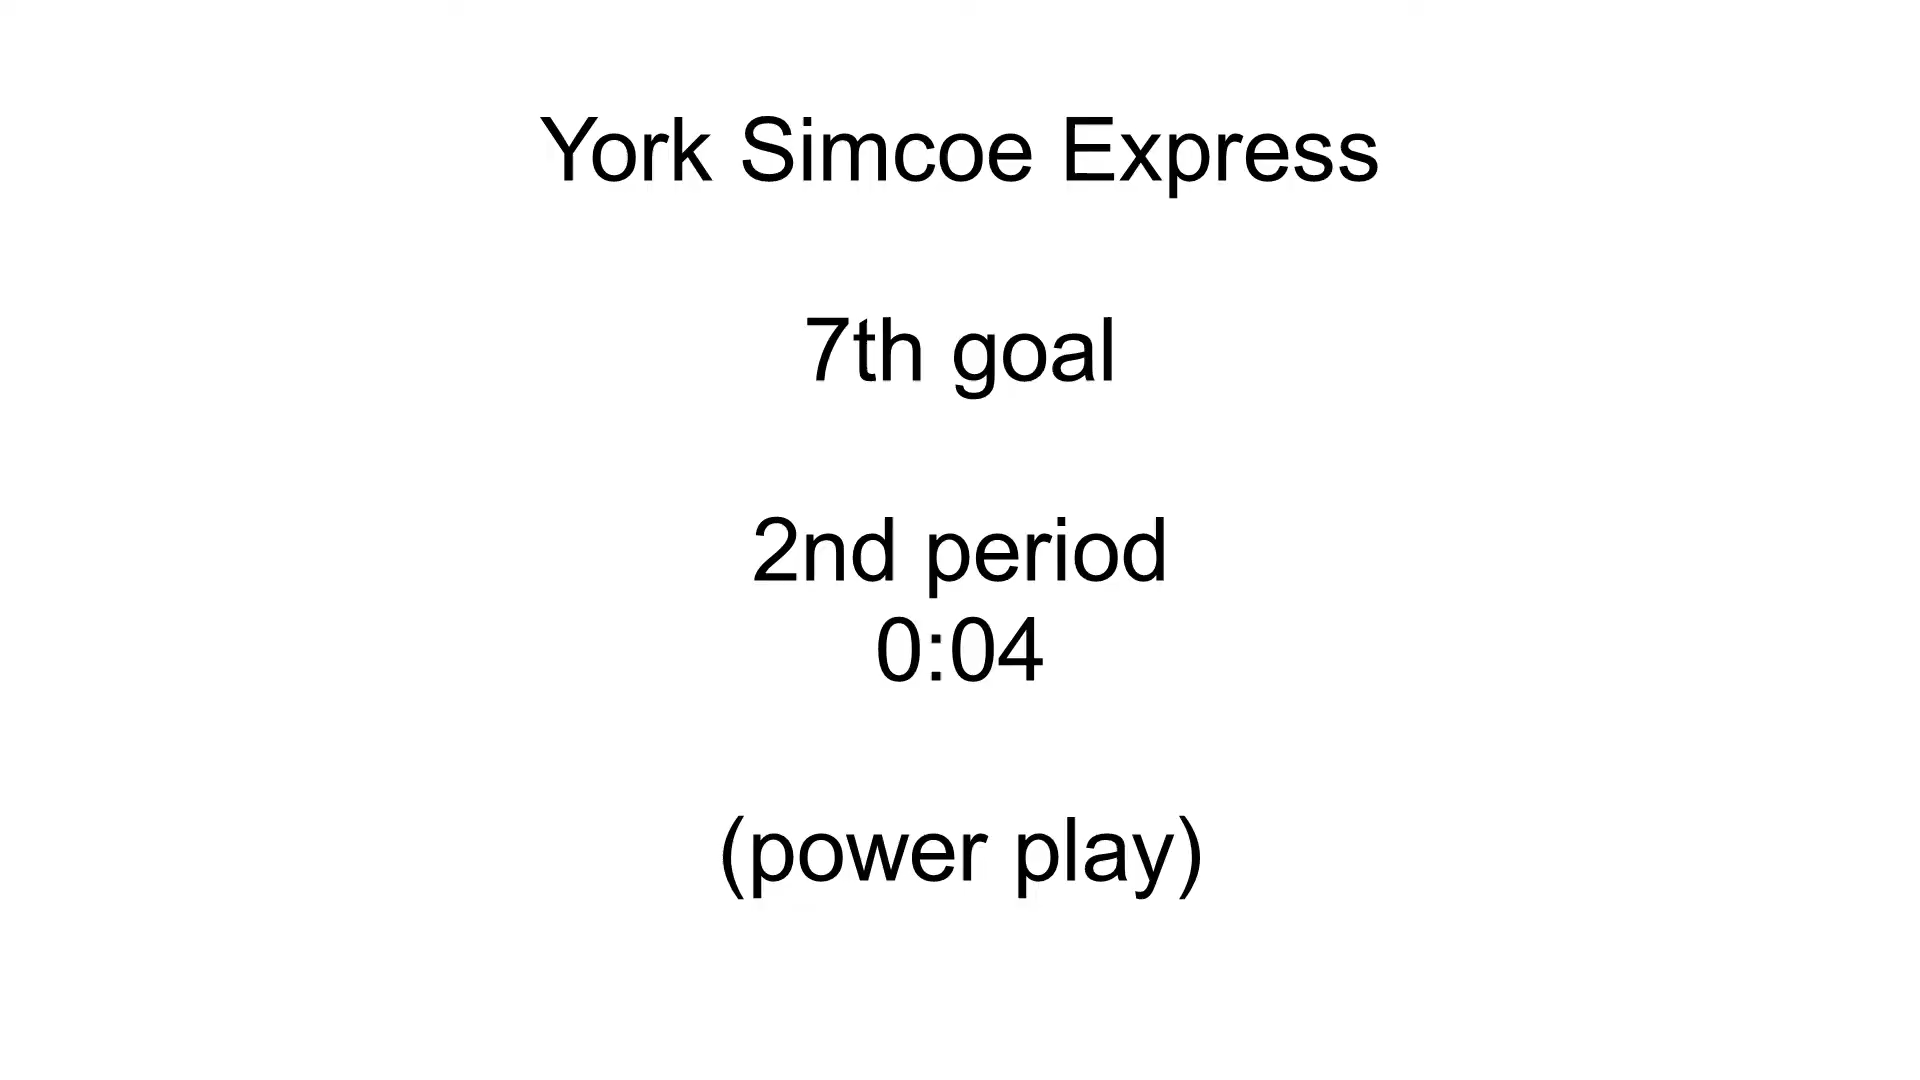 York Simcoe Express
7th goal
2nd period
0:04
(power play)